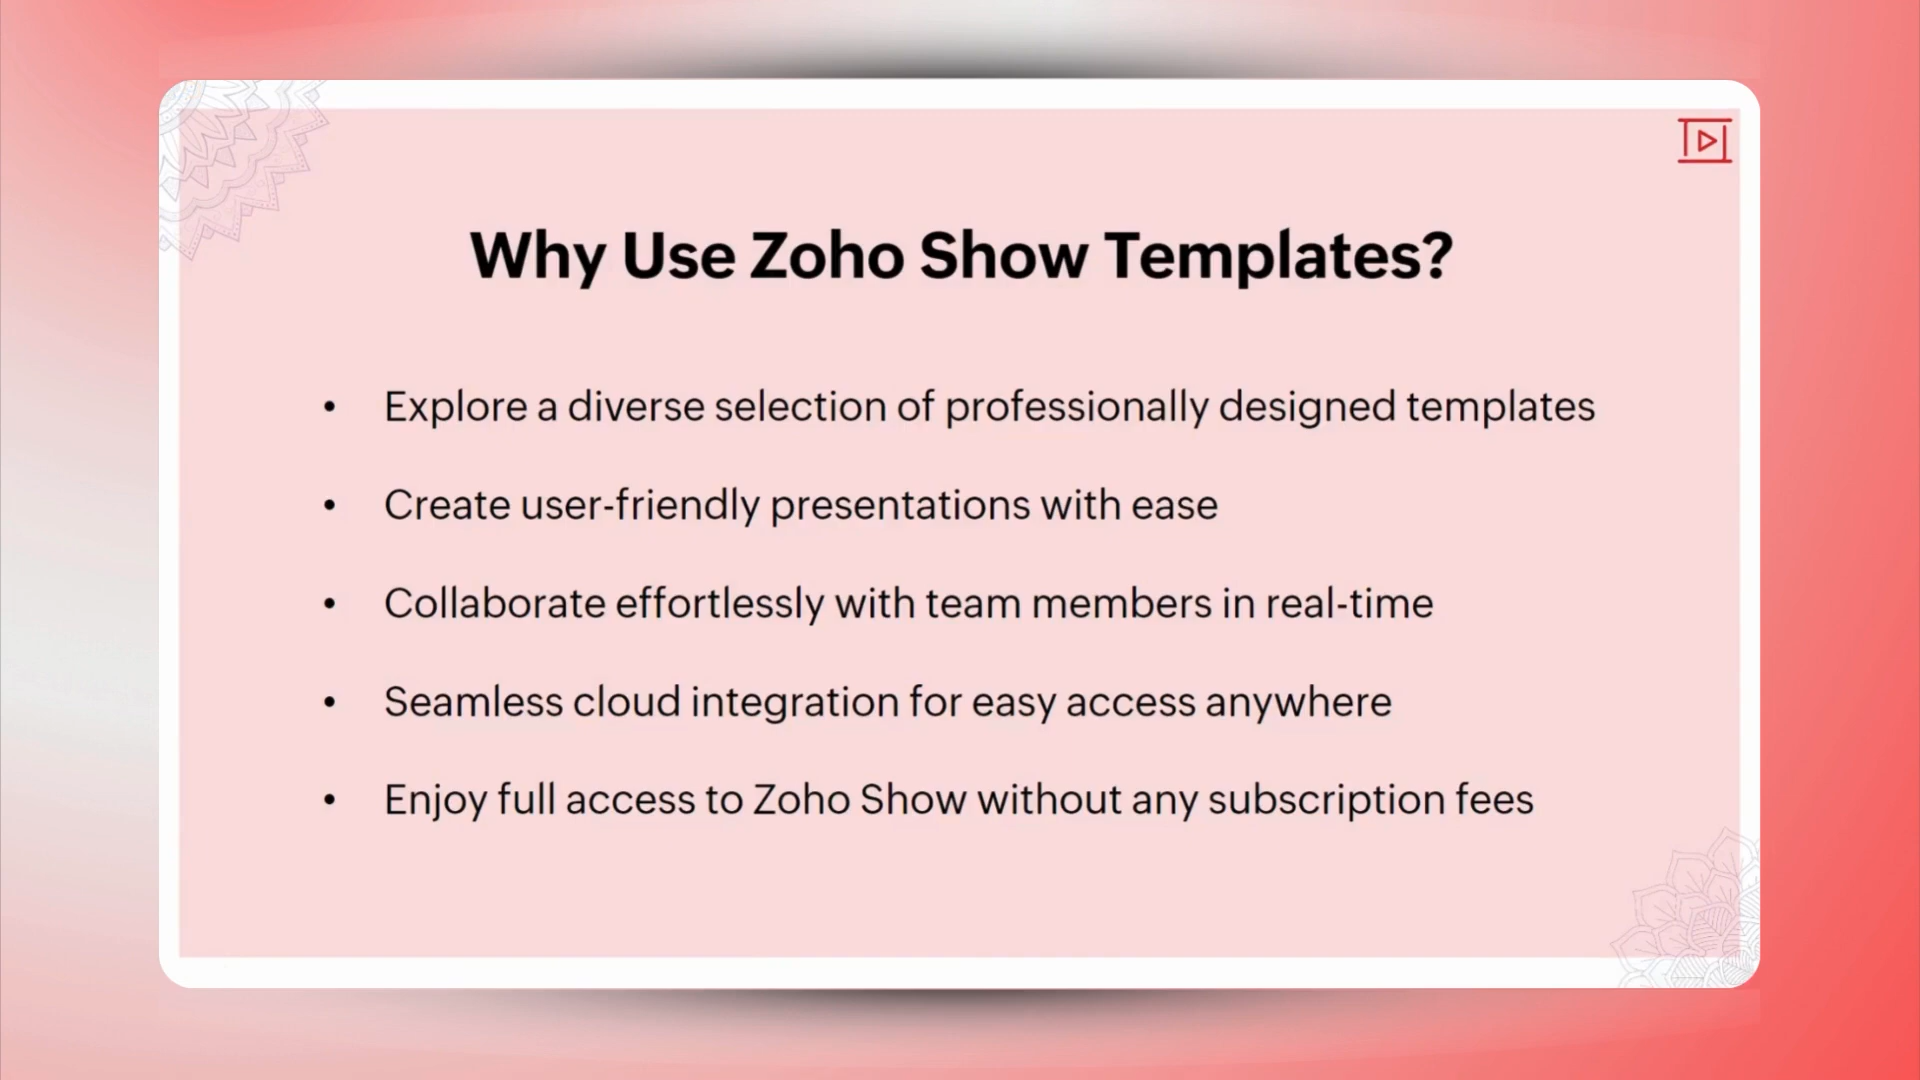 Why Use Zoho Show Templates?
• Explore a diverse selection of professionally designed templates
• Create user-friendly presentations with ease
• Collaborate effortlessly with team members in real-time
• Seamless cloud integration for easy access anywhere
• Enjoy full access to Zoho Show without any subscription fees